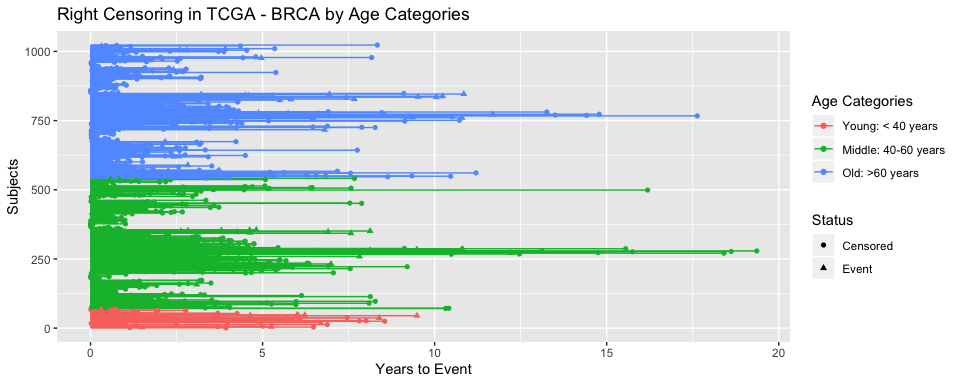 Right Censoring in TCGA - BRCA by Age Categories
1000
750
500
250
0
Subjects
0 5 10 15 20
Years to Event
Age Categories
Young: < 40 years
Middle: 40-60 years
Old: >60 years
Status
Censored
Event